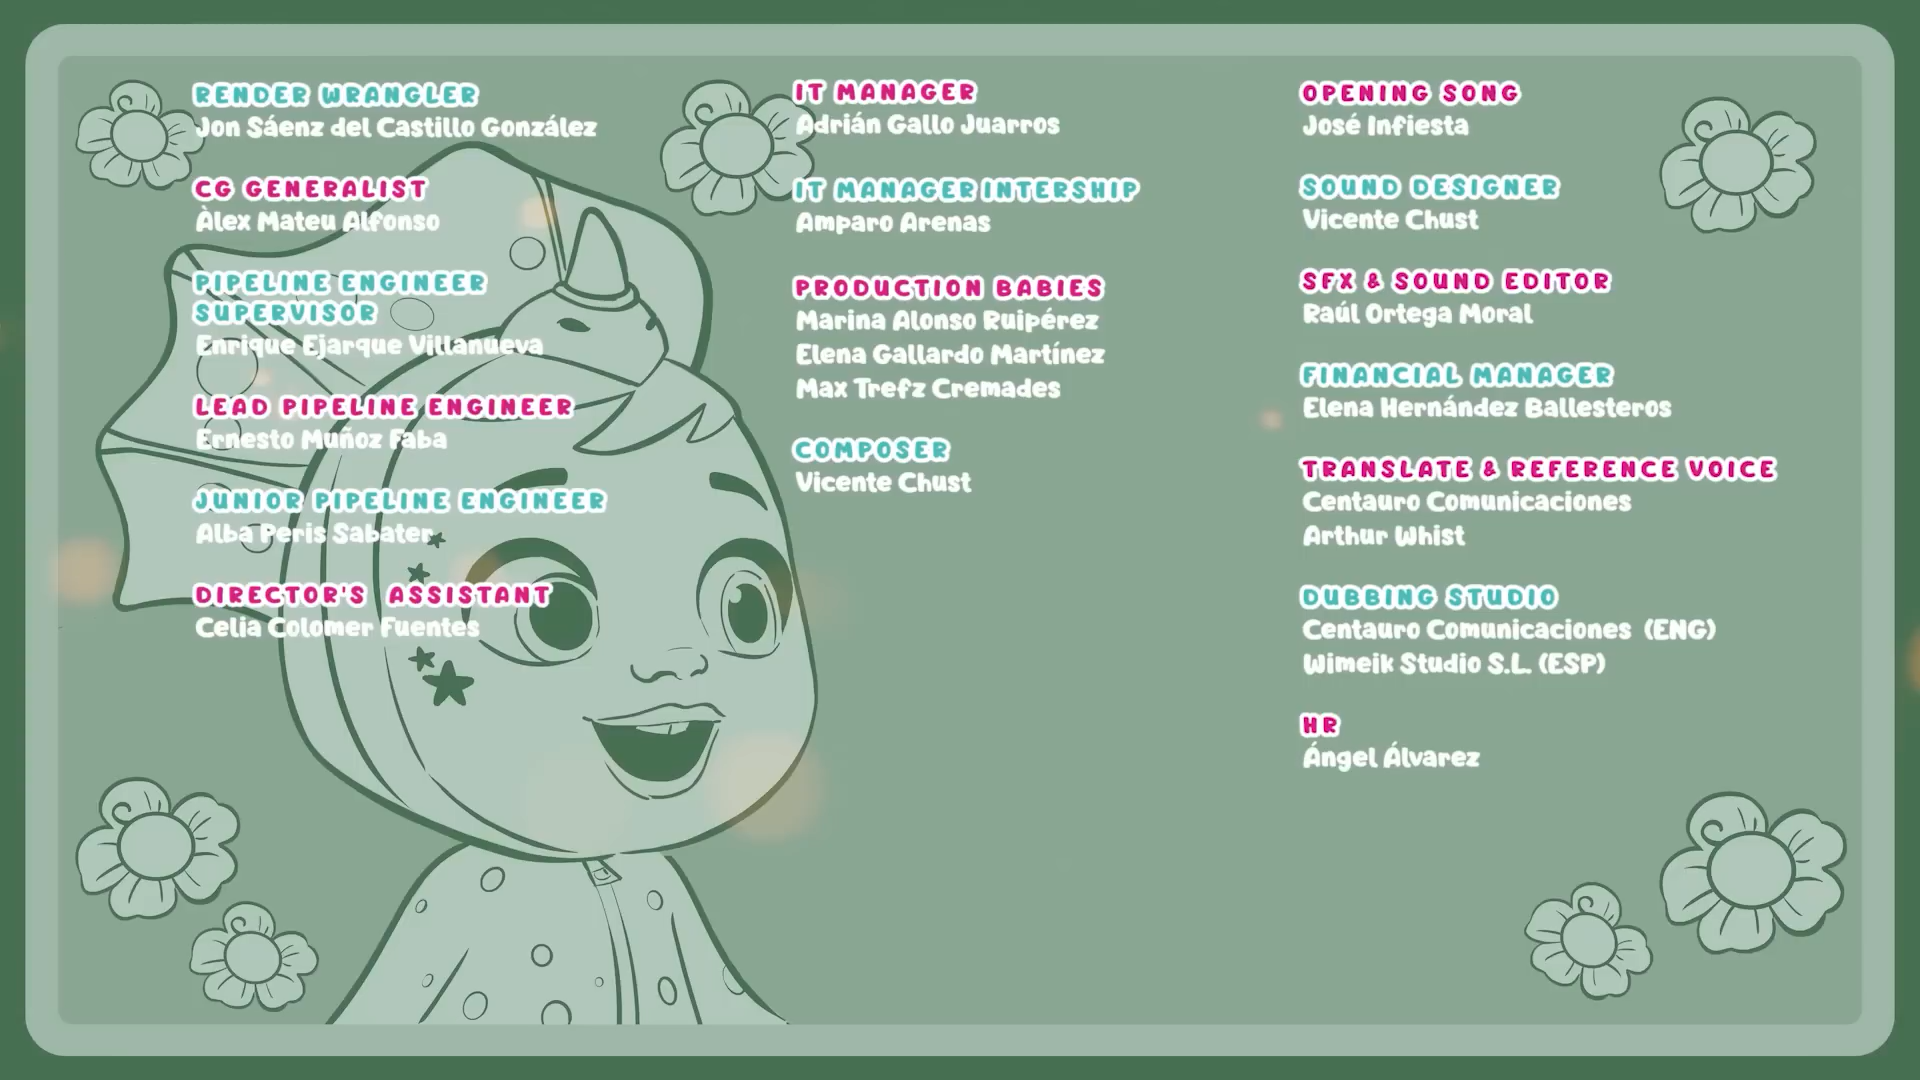 RENDER WRANGLER
Jon Sáenz del Castillo González
CG GENERALIST
Àlex Mateu Alfonso
PIPELINE ENGINEER
SUPERVISOR
Enrique Ejarque Villanueva
LEAD PIPELINE ENGINEER
Ernesto Muñoz Faba
JUNIOR PIPELINE ENGINEER
Alba Peris Sabater
DIRECTOR'S ASSISTANT
Celia Colomer Fuentes
IT MANAGER
Adrián Gallo Juarros
IT MANAGER INTERSHIP
Amparo Arenas
PRODUCTION BABIES
Marina Alonso Ruipérez
Elena Gallardo Martínez
Max Trefz Cremades
COMPOSER
Vicente Chust
OPENING SONG
José Infiesta
SOUND DESIGNER
Vicente Chust
SFX & SOUND EDITOR
Raúl Ortega Moral
FINANCIAL MANAGER
Elena Hernández Ballesteros
TRANSLATE & REFERENCE VOICE
Centauro Comunicaciones
Arthur Whist
DUBBING STUDIO
Centauro Comunicaciones (ENG)
Wimeik Studio S.L. (ESP)
HR
Ángel Álvarez